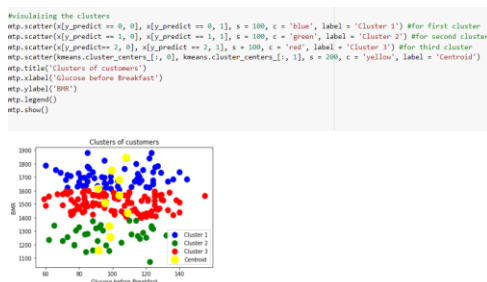 #visulaizing the clusters
mtp.scatter(x[y_predict == 0, 0], x[y_predict == 0, 1], s = 100, c = 'blue', label = 'Cluster 1') #for first cluster
mtp.scatter(x[y_predict == 1, 0], x[y_predict == 1, 1], s = 100, c = 'green', label = 'Cluster 2') #for second cluster
mtp.scatter(x[y_predict== 2, 0], x[y_predict == 2, 1], s = 100, c = 'red', label = 'Cluster 3') #for third cluster
mtp.scatter(kmeans.cluster_centers_[:, 0], kmeans.cluster_centers_[:, 1], s = 200, c = 'yellow', label = 'Centroid')
mtp.title('Clusters of customers')
mtp.xlabel('Glucose before Breakfast')
mtp.ylabel('BMR')
mtp.legend()
mtp.show()
Clusters of customers
1900
1800
1700
1600
1500
1400
1300
1200
1100
BMR
Cluster 1
Cluster 2
Cluster 3
Centroid
60 80 100 120 140
Glucose before Breakfast